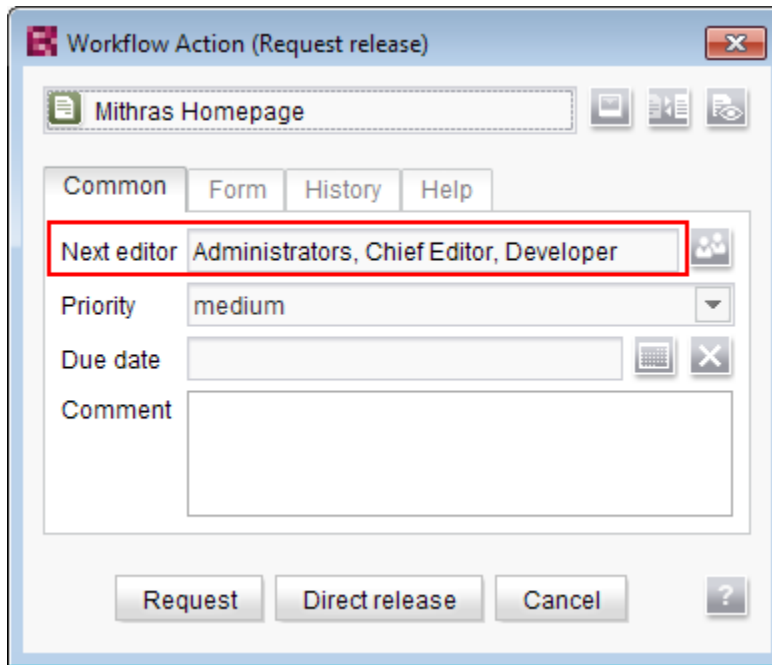 Workflow Action (Request release)
Mithras Homepage
Common Form History Help
Next editor Administrators, Chief Editor, Developer
Priority medium
Due date
Comment
Request Direct release Cancel ?